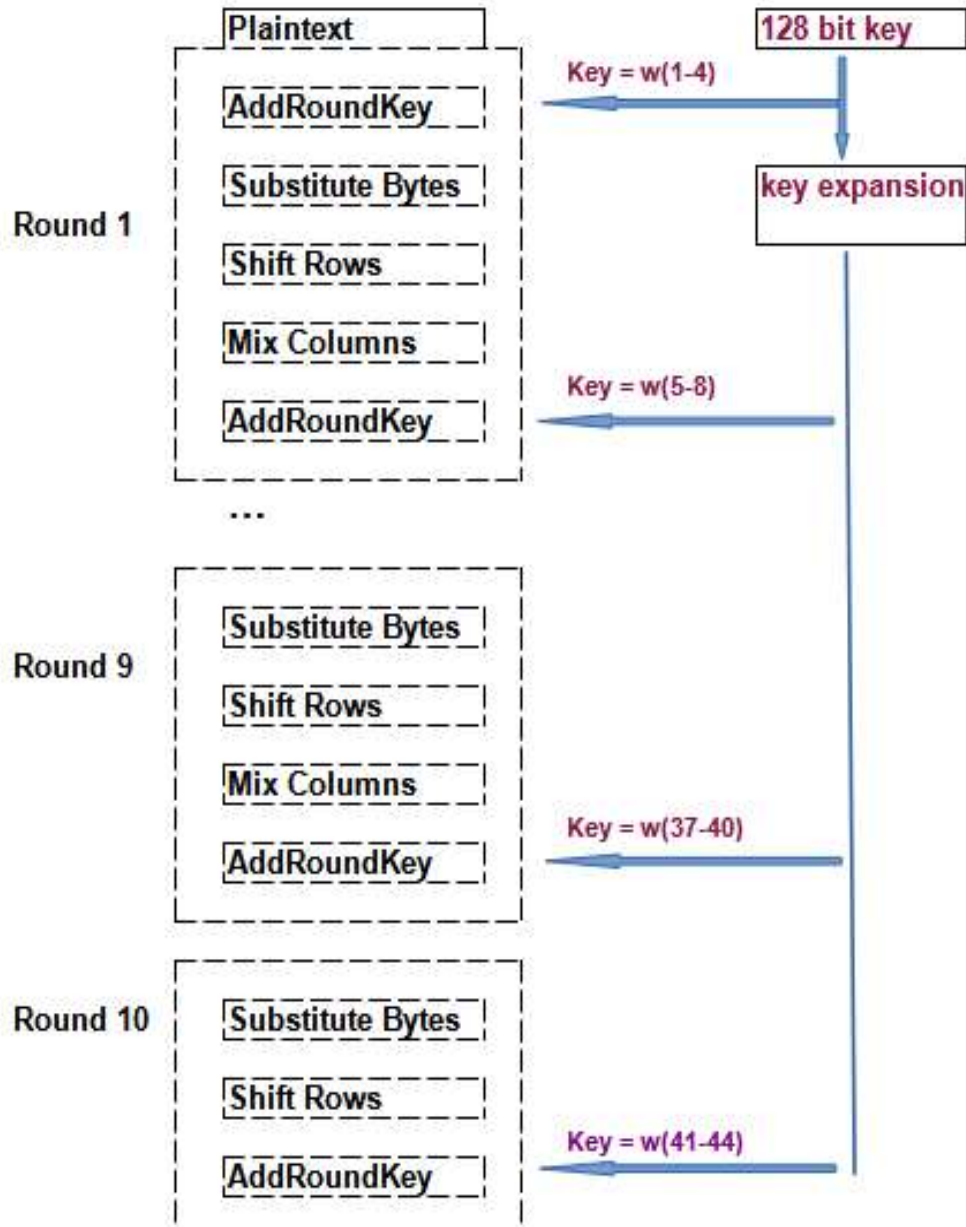 Plaintext
128 bit key
Key = w(1-4)
AddRoundKey
Substitute Bytes
key expansion
Round 1
Shift Rows
Mix Columns
Key = w(5-8)
AddRoundKey
...
Substitute Bytes
Round 9
Shift Rows
Mix Columns
Key = w(37-40)
AddRoundKey
Round 10
Substitute Bytes
Shift Rows
Key = w(41-44)
AddRoundKey